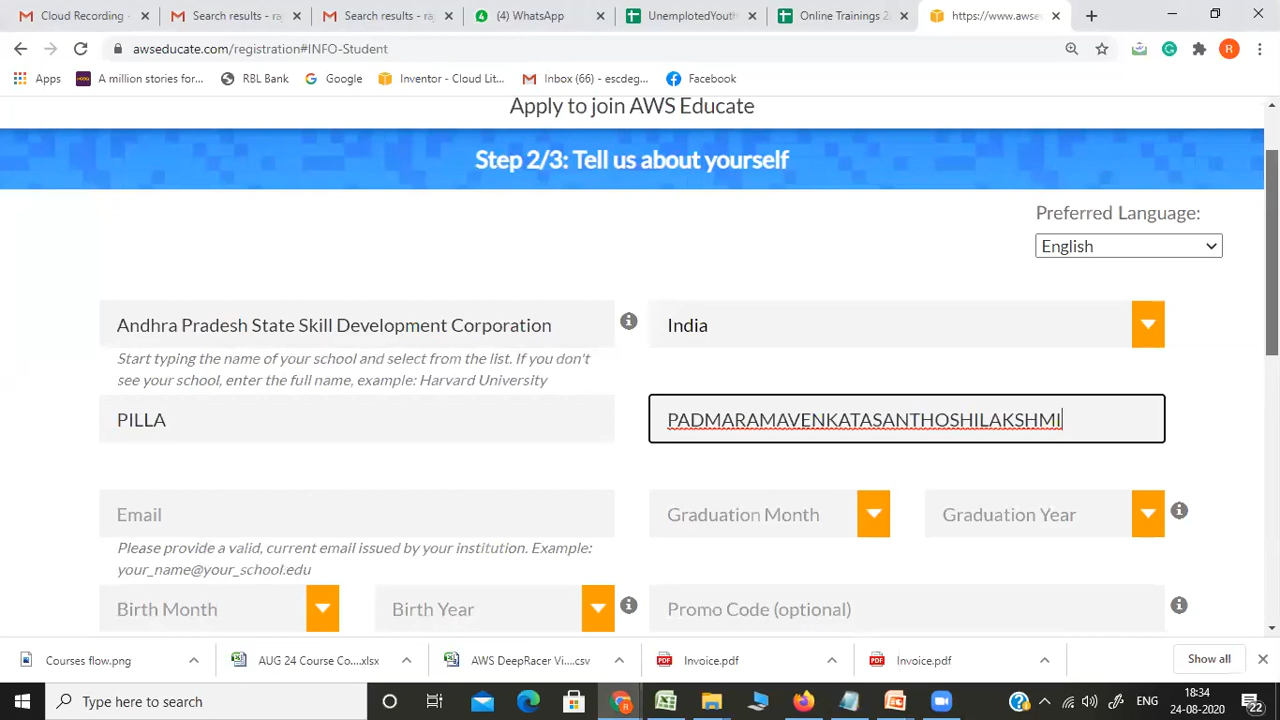 Cloud Recording -
Search results - raj
Search results - raj
(4) WhatsApp
UnemplotedYouth
Online Trainings 2
https://www.awsed
awseducate.com/registration#INFO-Student
Apps
A million stories for...
RBL Bank
Google
Inventor - Cloud Lit...
Inbox (66) - escdeg...
Facebook
Apply to join AWS Educate
Step 2/3: Tell us about yourself
Preferred Language:
English
Andhra Pradesh State Skill Development Corporation
India
Start typing the name of your school and select from the list. If you don't
see your school, enter the full name, example: Harvard University
PILLA
PADMARAMAVENKATASANTHOSHILAKSHMI
Email
Graduation Month
Graduation Year
Please provide a valid, current email issued by your institution. Example:
your_name@your_school.edu
Birth Month
Birth Year
Promo Code (optional)
Courses flow.png
AUG 24 Course Co....xlsx
AWS DeepRacer Vi....csv
Invoice.pdf
Invoice.pdf
Show all
Type here to search
ENG
18:34
24-08-2020
22